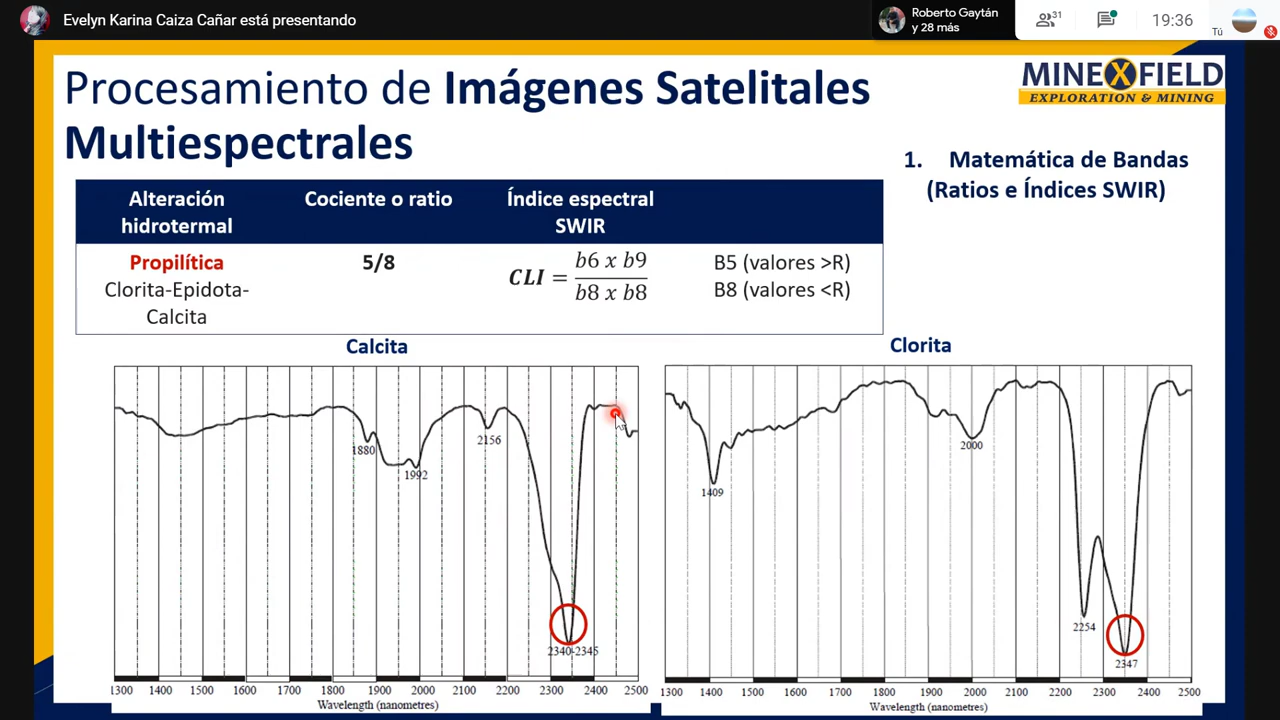 Evelyn Karina Caiza Cañar está presentando
Roberto Gaytán
y 28 más
31
19:36
Tú
Procesamiento de Imágenes Satelitales
Multiespectrales
MINEXFIELD
EXPLORATION & MINING
1. Matemática de Bandas
(Ratios e Índices SWIR)
Alteración
hidrotermal
Cociente o ratio
Índice espectral
SWIR
Propilítica
Clorita-Epidota-
Calcita
5/8
CLI = b6 x b9 / b8 x b8
B5 (valores >R)
B8 (valores <R)
Calcita
1880
1992
2156
2340-2345
1300 1400 1500 1600 1700 1800 1900 2000 2100 2200 2300 2400 2500
Wavelength (nanometres)
Clorita
1409
2000
2254
2347
1300 1400 1500 1600 1700 1800 1900 2000 2100 2200 2300 2400 2500
Wavelength (nanometres)